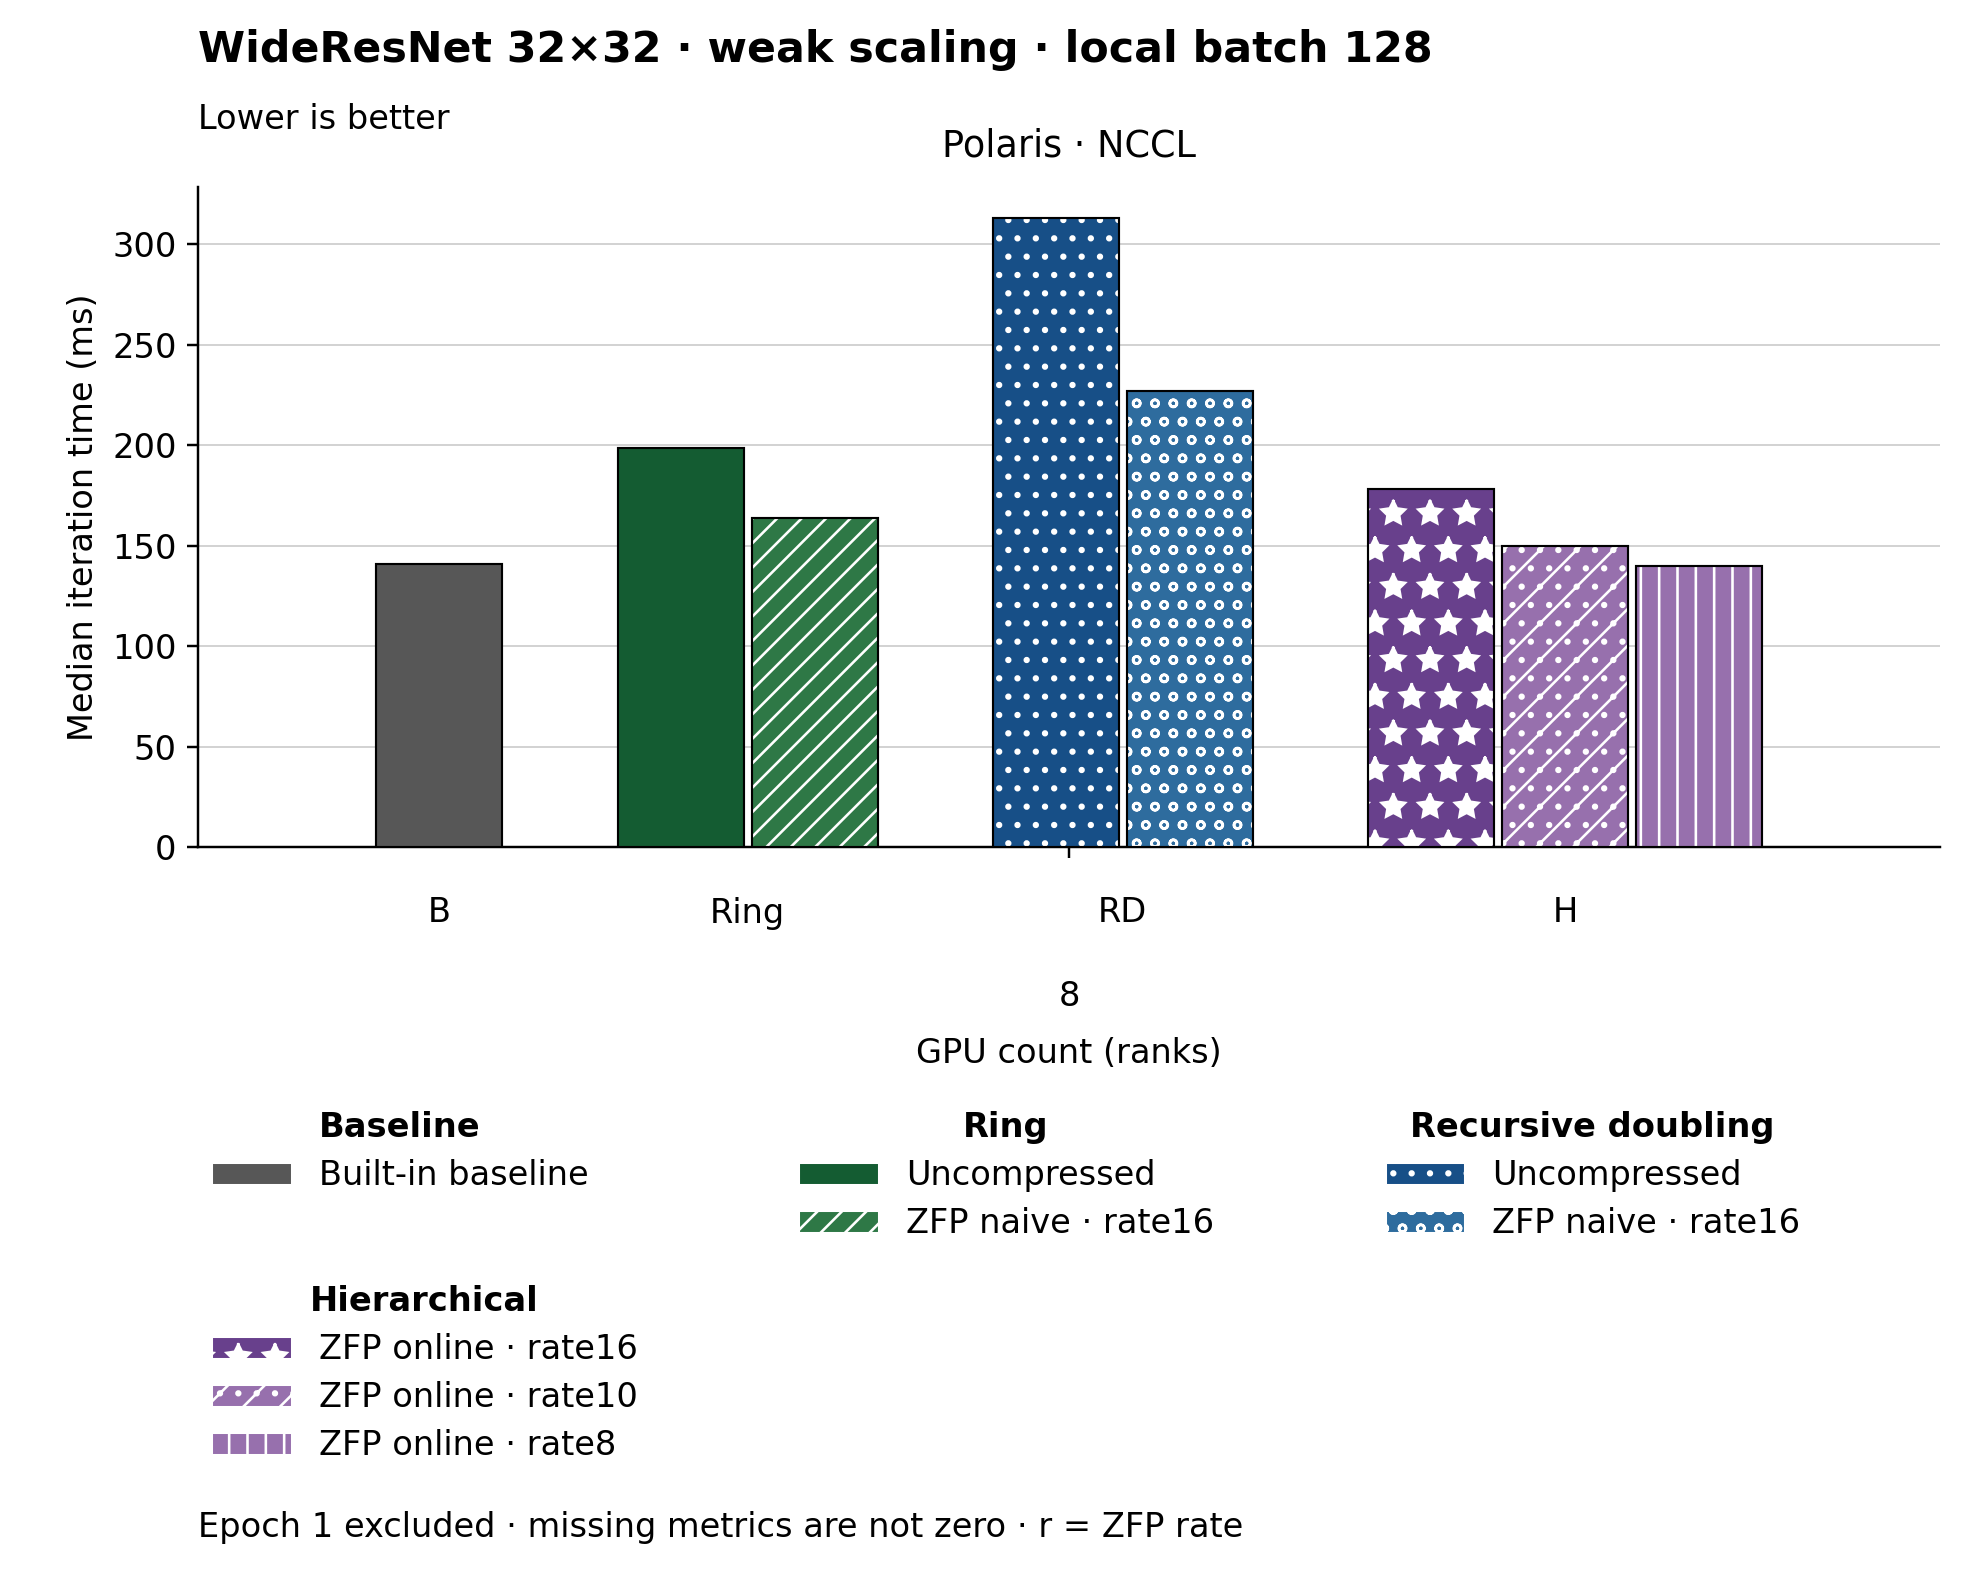 WideResNet 32×32 · weak scaling · local batch 128
Lower is better
Polaris · NCCL
Median iteration time (ms)
300
250
200
150
100
50
0
B Ring RD H
8
GPU count (ranks)
Baseline
Built-in baseline
Ring
Uncompressed
ZFP naive · rate16
Recursive doubling
Uncompressed
ZFP naive · rate16
Hierarchical
ZFP online · rate16
ZFP online · rate10
ZFP online · rate8
Epoch 1 excluded · missing metrics are not zero · r = ZFP rate